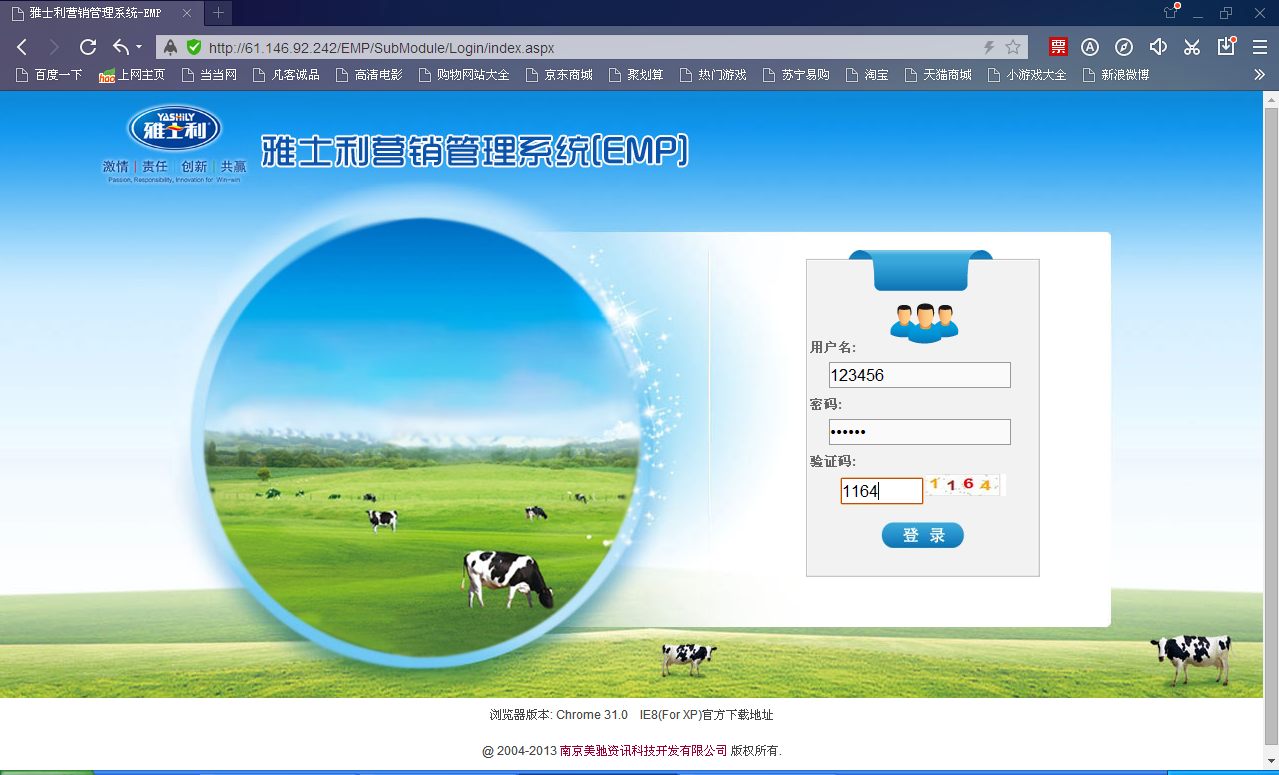 雅士利营销管理系统-EMP
http://61.146.92.242/EMP/SubModule/Login/index.aspx
票
百度一下 hao 上网主页 当当网 凡客诚品 高清电影 购物网站大全 京东商城 聚划算 热门游戏 苏宁易购 淘宝 天猫商城 小游戏大全 新浪微博
YASHILY
雅士利
激情 | 责任 | 创新 | 共赢
Passion, Responsibility, Innovation for Win-win
雅士利营销管理系统(EMP)
用户名:
123456
密码:
••••••
验证码:
1164 1164
登 录
浏览器版本: Chrome 31.0 IE8(For XP)官方下载地址
@ 2004-2013 南京美驰资讯科技开发有限公司 版权所有.